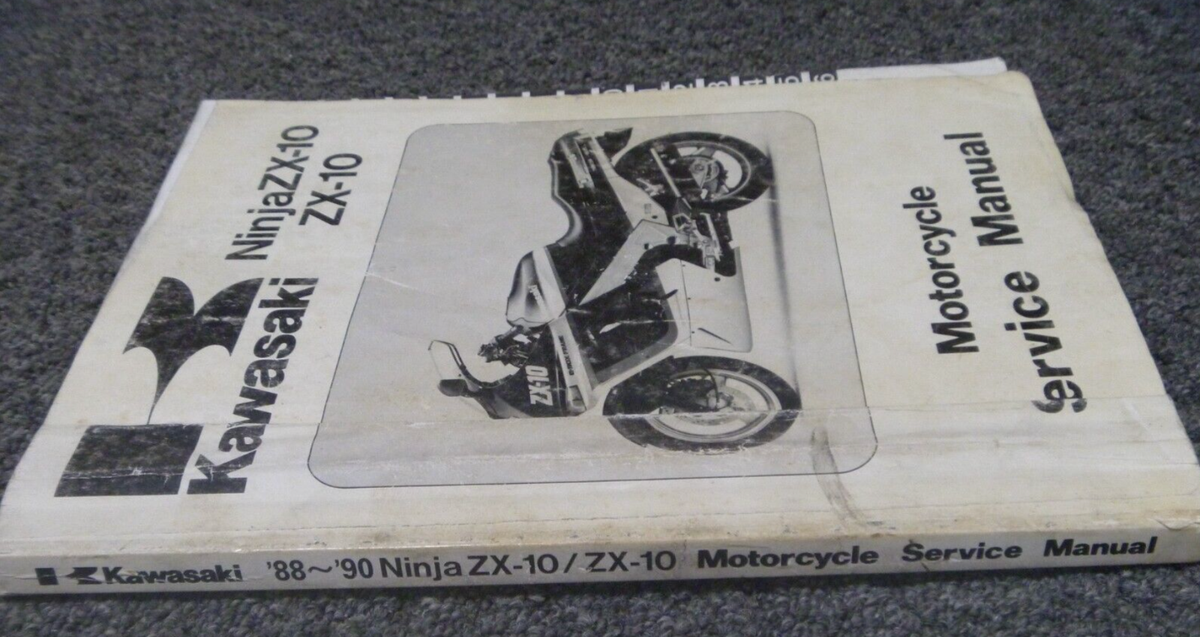 Kawasaki
NinjaZX-10
ZX-10
ZX-10
Motorcycle
Service Manual
Kawasaki '88~'90 Ninja ZX-10 / ZX-10 Motorcycle Service Manual